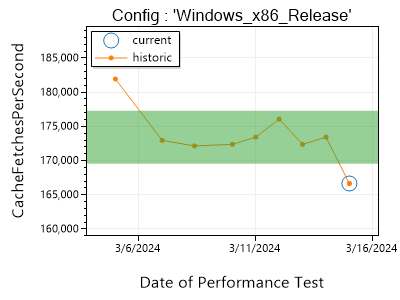 Config : 'Windows_x86_Release'
current
historic
CacheFetchesPerSecond
185,000
180,000
175,000
170,000
165,000
160,000
3/6/2024
3/11/2024
3/16/2024
Date of Performance Test